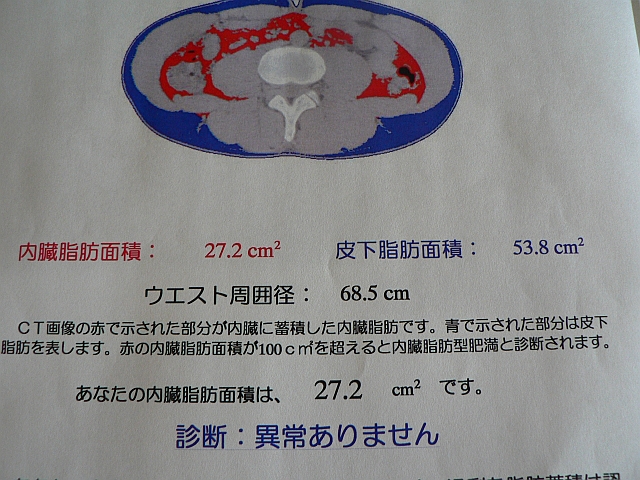 内臓脂肪面積： 27.2 cm² 皮下脂肪面積： 53.8 cm²
ウエスト周囲径： 68.5 cm
ＣＴ画像の赤で示された部分が内臓に蓄積した内臓脂肪です。青で示された部分は皮下
脂肪を表します。赤の内臓脂肪面積が100ｃ㎡を超えると内臓脂肪型肥満と診断されます。
あなたの内臓脂肪面積は、 27.2 cm² です。
診断：異常ありません